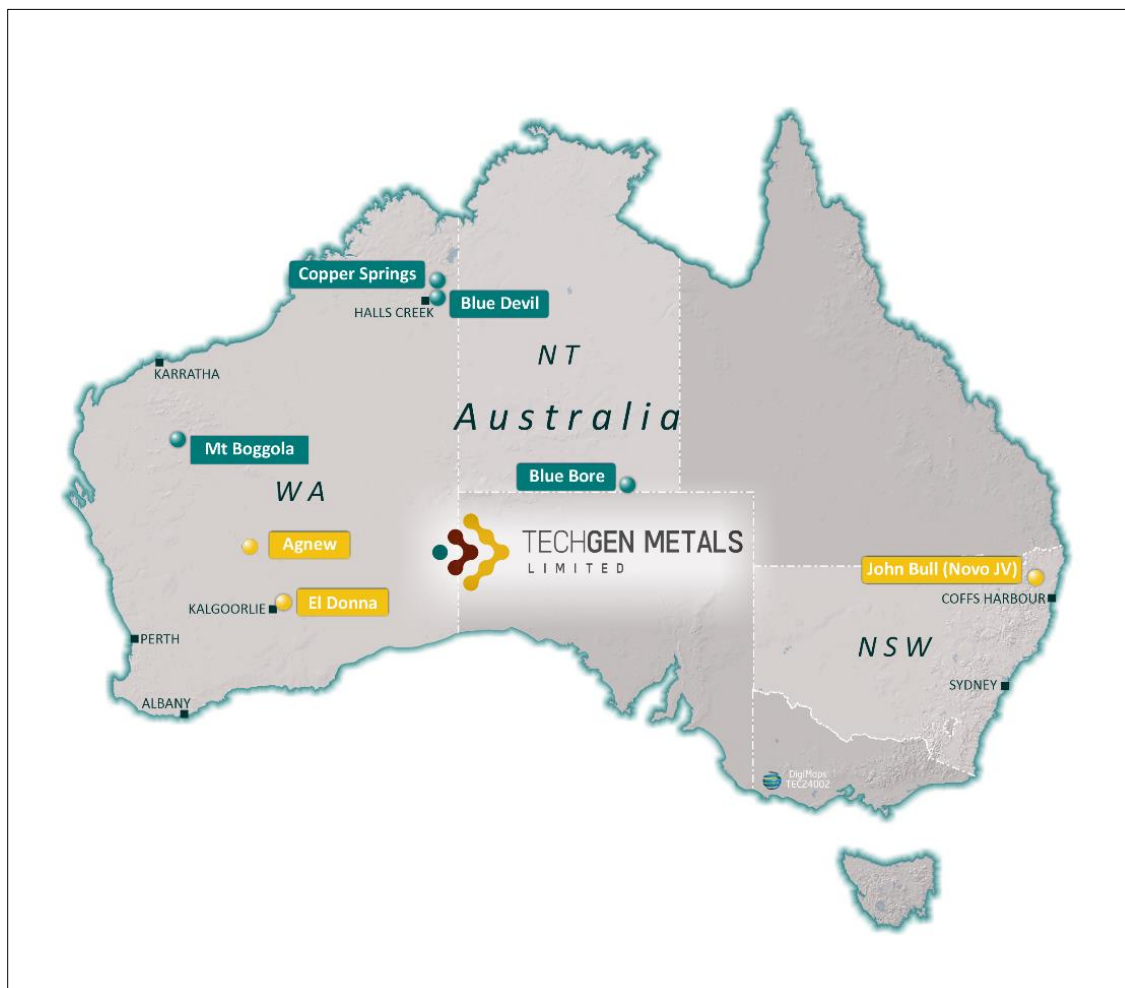 Copper Springs
Blue Devil
HALLS CREEK
NT
KARRATHA
Australia
Mt Boggola
Blue Bore
WA
TECHGEN METALS
LIMITED
Agnew
John Bull (Novo JV)
COFFS HARBOUR
El Donna
KALGOORLIE
PERTH
NSW
SYDNEY
ALBANY
DigiMaps
TEC24002